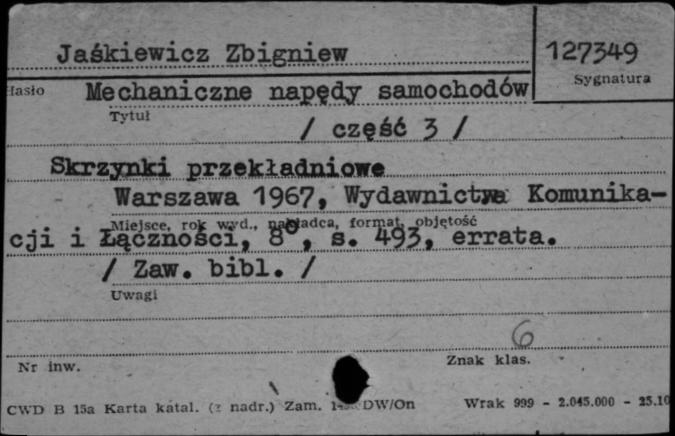 Jaśkiewicz Zbigniew
127349
Sygnatura
Hasło
Mechaniczne napędy samochodów
Tytuł
/ część 3 /
Skrzynki przekładniowe
Warszawa 1967, Wydawnictwa Komunika-
Miejsce, rok wyd., nakładca, format, objętość
cji i Łączności, 8⁰, s. 493, errata.
/ Zaw. bibl. /
Uwagi
6
Nr inw.
Znak klas.
CWD B 15a Karta katal. (z nadr.) Zam. DW/On
Wrak 999 - 2.045.000 - 25.10